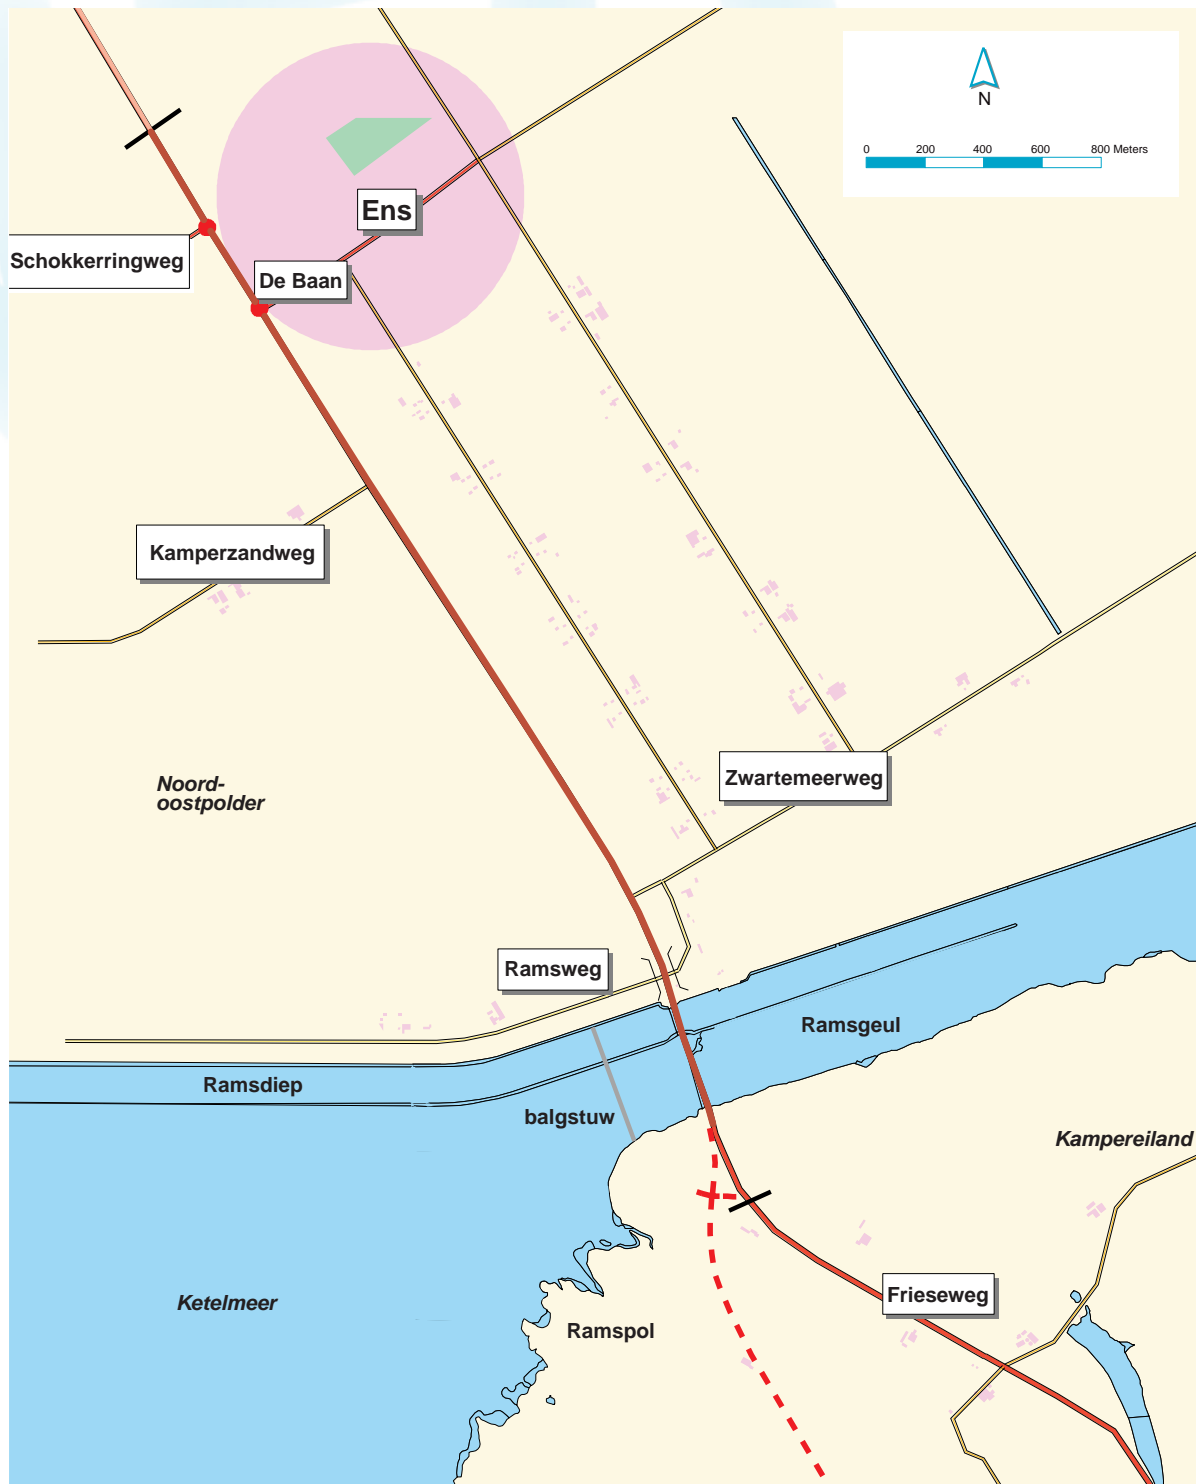 N
0 200 400 600 800 Meters
Ens
Schokkerringweg
De Baan
Kamperzandweg
Noord-
oostpolder
Zwartemeerweg
Ramsweg
Ramsgeul
Ramsdiep
balgstuw
Kampereiland
Ketelmeer
Frieseweg
Ramspol